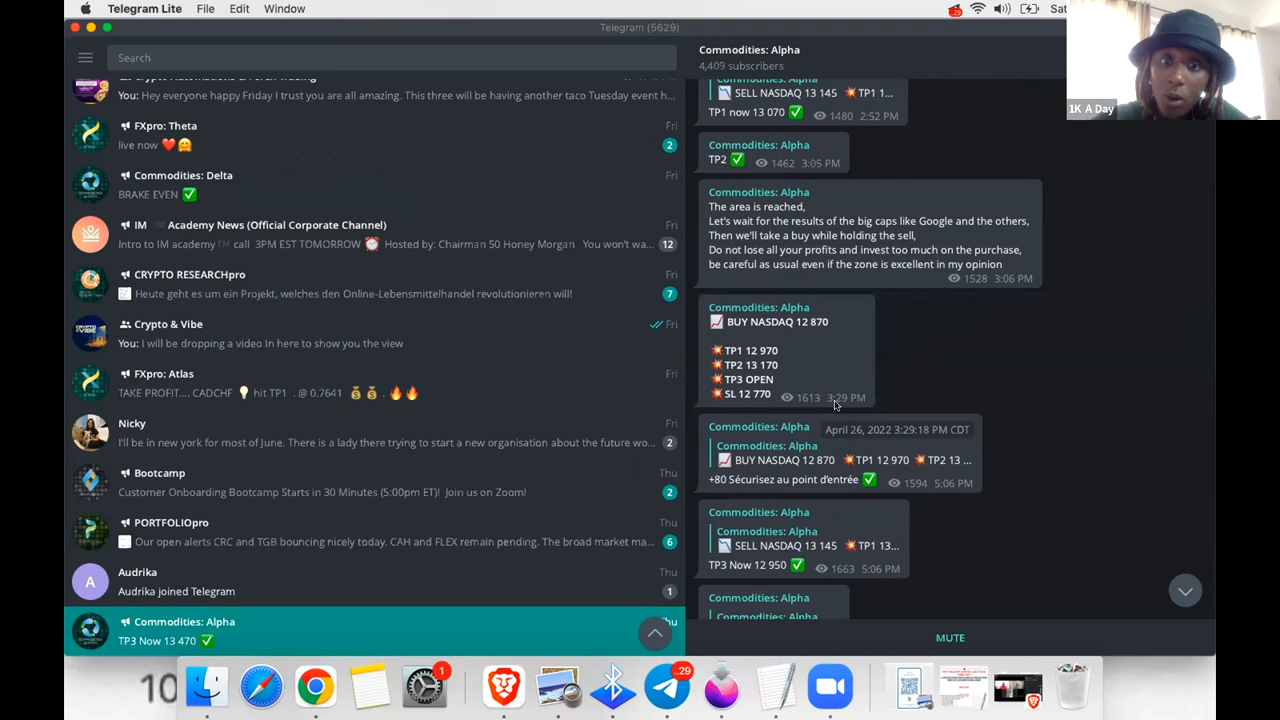 Telegram Lite File Edit Window
Sat
29
Telegram (5629)
Search
Crypto Automations & Forex Trading
You: Hey everyone happy Friday I trust you are all amazing. This three will be having another taco Tuesday event h...
FXpro: Theta Fri
live now ❤️🤗 2
Commodities: Delta Fri
BRAKE EVEN ✅
IM Academy News (Official Corporate Channel) Fri
Intro to IM academy call 3PM EST TOMORROW ⏰ Hosted by: Chairman 50 Honey Morgan You won't wa... 12
CRYPTO RESEARCHpro Fri
Heute geht es um ein Projekt, welches den Online-Lebensmittelhandel revolutionieren will! 7
Crypto & Vibe Fri
You: I will be dropping a video In here to show you the view
FXpro: Atlas Fri
TAKE PROFIT.... CADCHF 💡 hit TP1 . @ 0.7641 💰 💰 . 🔥🔥
Nicky Fri
I'll be in new york for most of June. There is a lady there trying to start a new organisation about the future wo... 2
Bootcamp Thu
Customer Onboarding Bootcamp Starts in 30 Minutes (5:00pm ET)! Join us on Zoom! 2
PORTFOLIOpro Thu
Our open alerts CRC and TGB bouncing nicely today. CAH and FLEX remain pending. The broad market ma... 6
A
Audrika Thu
Audrika joined Telegram 1
Commodities: Alpha hu
TP3 Now 13 470 ✅
Commodities: Alpha
4,409 subscribers
Commodities: Alpha
📉 SELL NASDAQ 13 145 💥TP1 1...
TP1 now 13 070 ✅ 1480 2:52 PM
Commodities: Alpha
TP2 ✅ 1462 3:05 PM
Commodities: Alpha
The area is reached,
Let's wait for the results of the big caps like Google and the others,
Then we'll take a buy while holding the sell,
Do not lose all your profits and invest too much on the purchase,
be careful as usual even if the zone is excellent in my opinion
1528 3:06 PM
Commodities: Alpha
📈 BUY NASDAQ 12 870
💥TP1 12 970
💥TP2 13 170
💥TP3 OPEN
💥SL 12 770 1613 3:29 PM
April 26, 2022 3:29:18 PM CDT
Commodities: Alpha
Commodities: Alpha
📈 BUY NASDAQ 12 870 💥TP1 12 970 💥TP2 13 ...
+80 Sécurisez au point d'entrée ✅ 1594 5:06 PM
Commodities: Alpha
Commodities: Alpha
📉 SELL NASDAQ 13 145 💥TP1 13...
TP3 Now 12 950 ✅ 1663 5:06 PM
Commodities: Alpha
Commodities: Alpha
MUTE
1K A Day
10
1
.29